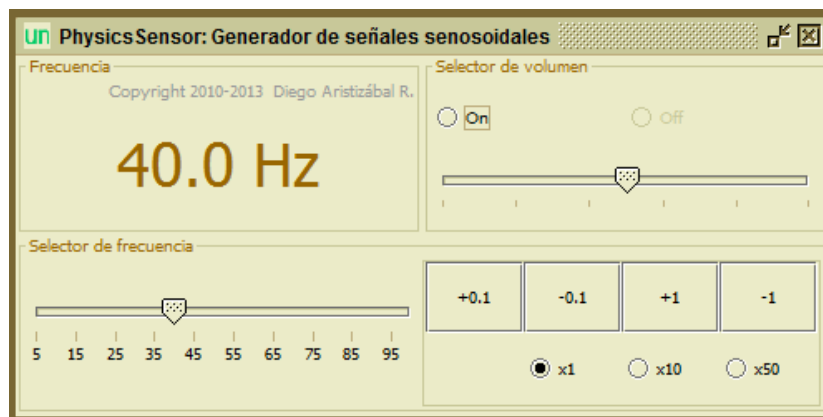 un PhysicsSensor: Generador de señales senosoidales
Frecuencia
Copyright 2010-2013 Diego Aristizábal R.
40.0 Hz
Selector de volumen
On Off
Selector de frecuencia
5 15 25 35 45 55 65 75 85 95
+0.1 -0.1 +1 -1
x1 x10 x50